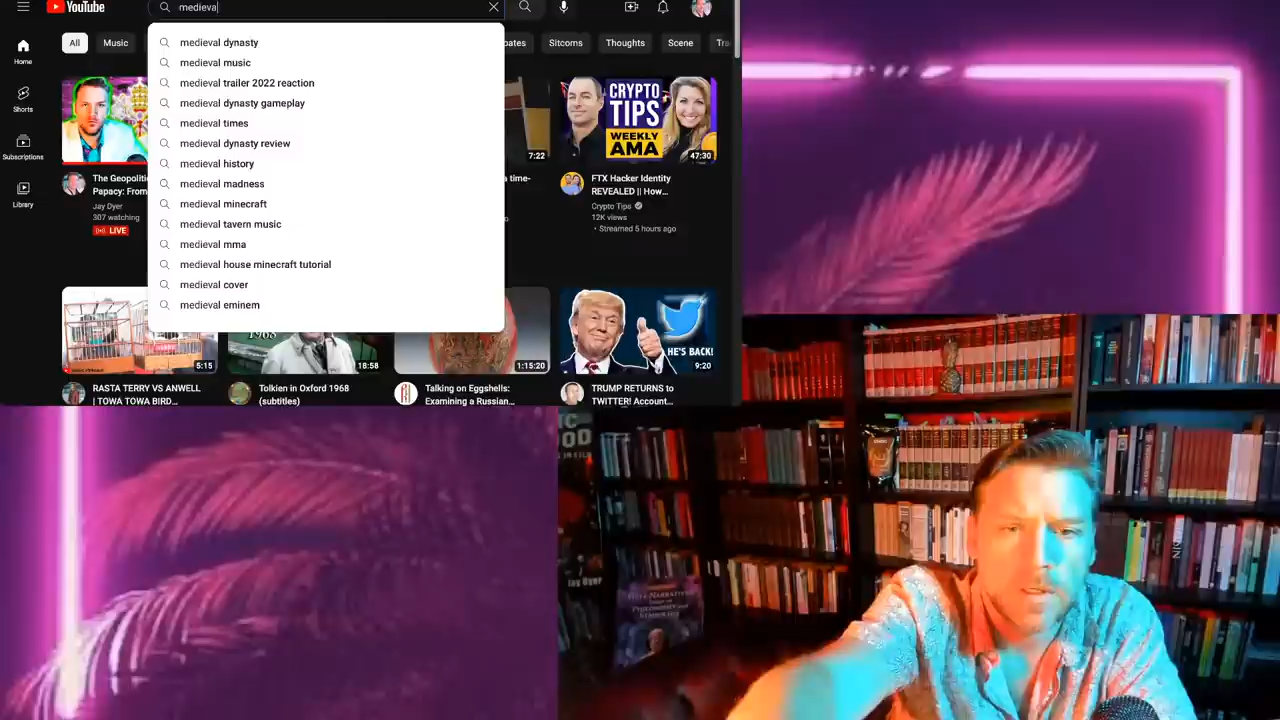 YouTube
medieval
All
Music
Sitcoms
Thoughts
Scene
medieval dynasty
medieval music
medieval trailer 2022 reaction
medieval dynasty gameplay
medieval times
medieval dynasty review
medieval history
medieval madness
medieval minecraft
medieval tavern music
medieval mma
medieval house minecraft tutorial
medieval cover
medieval eminem
Home
Shorts
Subscriptions
Library
The Geopoliti
Papacy: From
Jay Dyer
307 watching
LIVE
7:22
CRYPTO
TIPS
WEEKLY
AMA
47:30
FTX Hacker Identity
REVEALED || How...
Crypto Tips
12K views
• Streamed 5 hours ago
5:15
RASTA TERRY VS ANWELL
| TOWA TOWA BIRD...
1968
18:58
Tolkien in Oxford 1968
(subtitles)
1:15:20
Talking on Eggshells:
Examining a Russian...
HE'S BACK!
9:20
TRUMP RETURNS to
TWITTER! Account...
Jay Dyer